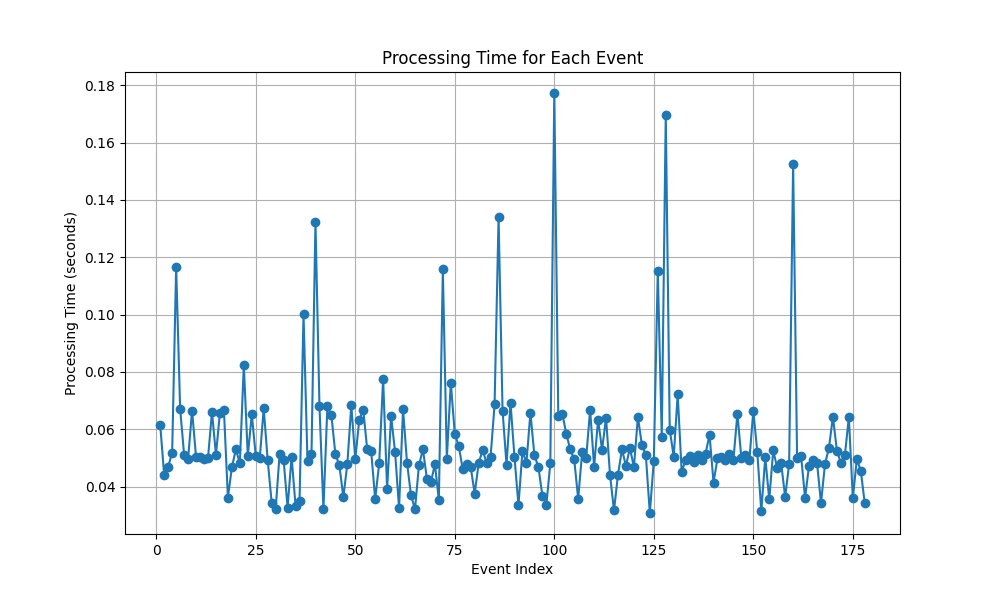 Processing Time for Each Event
0.18
0.16
0.14
0.12
0.10
0.08
0.06
0.04
Processing Time (seconds)
0 25 50 75 100 125 150 175
Event Index